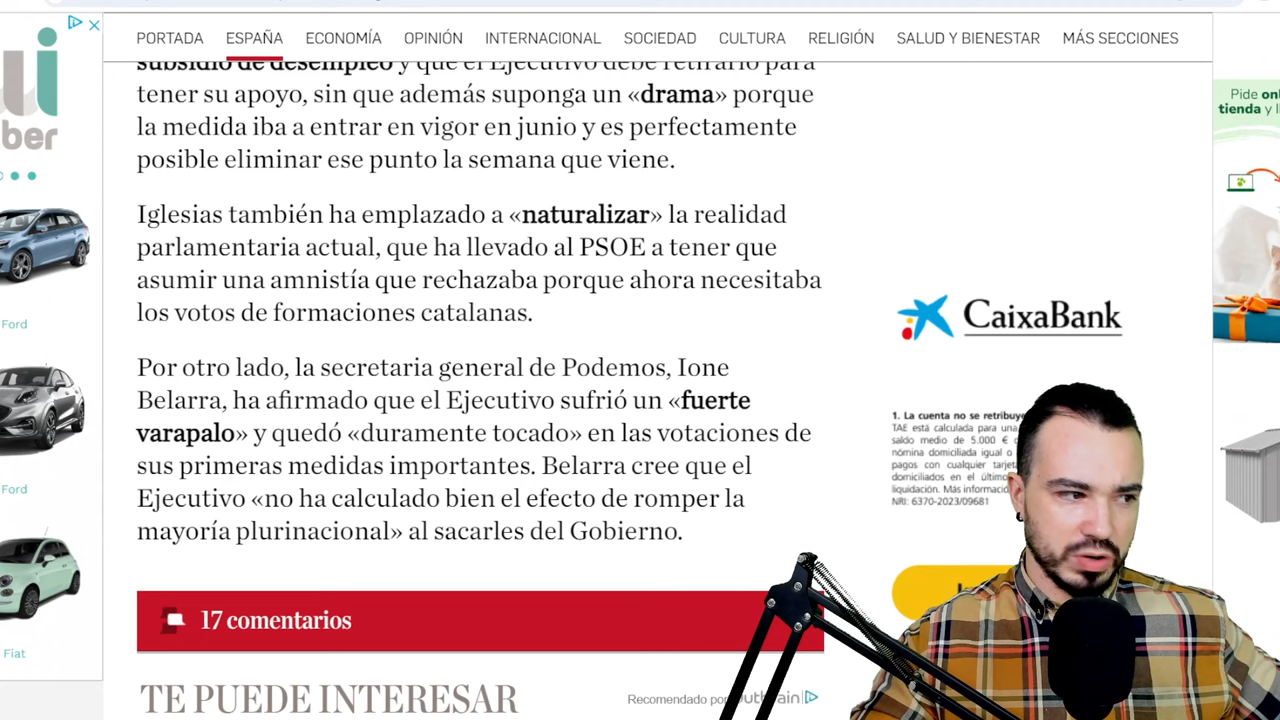 PORTADA ESPAÑA ECONOMÍA OPINIÓN INTERNACIONAL SOCIEDAD CULTURA RELIGIÓN SALUD Y BIENESTAR MÁS SECCIONES
subsidio de desempleo y que el Ejecutivo debe retirarlo para
tener su apoyo, sin que además suponga un «drama» porque
la medida iba a entrar en vigor en junio y es perfectamente
posible eliminar ese punto la semana que viene.
Iglesias también ha emplazado a «naturalizar» la realidad
parlamentaria actual, que ha llevado al PSOE a tener que
asumir una amnistía que rechazaba porque ahora necesitaba
los votos de formaciones catalanas.
Por otro lado, la secretaria general de Podemos, Ione
Belarra, ha afirmado que el Ejecutivo sufrió un «fuerte
varapalo» y quedó «duramente tocado» en las votaciones de
sus primeras medidas importantes. Belarra cree que el
Ejecutivo «no ha calculado bien el efecto de romper la
mayoría plurinacional» al sacarles del Gobierno.
17 comentarios
TE PUEDE INTERESAR
Recomendado por
ber
Ford
Ford
Fiat
CaixaBank
1. La cuenta no se retribuye
TAE está calculada para una
saldo medio de 5.000 €
nómina domiciliada igual o
pagos con cualquier tarjeta
domiciliados en el último
liquidación. Más informació
NRI: 6370-2023/09681
Pide onl
tienda y l